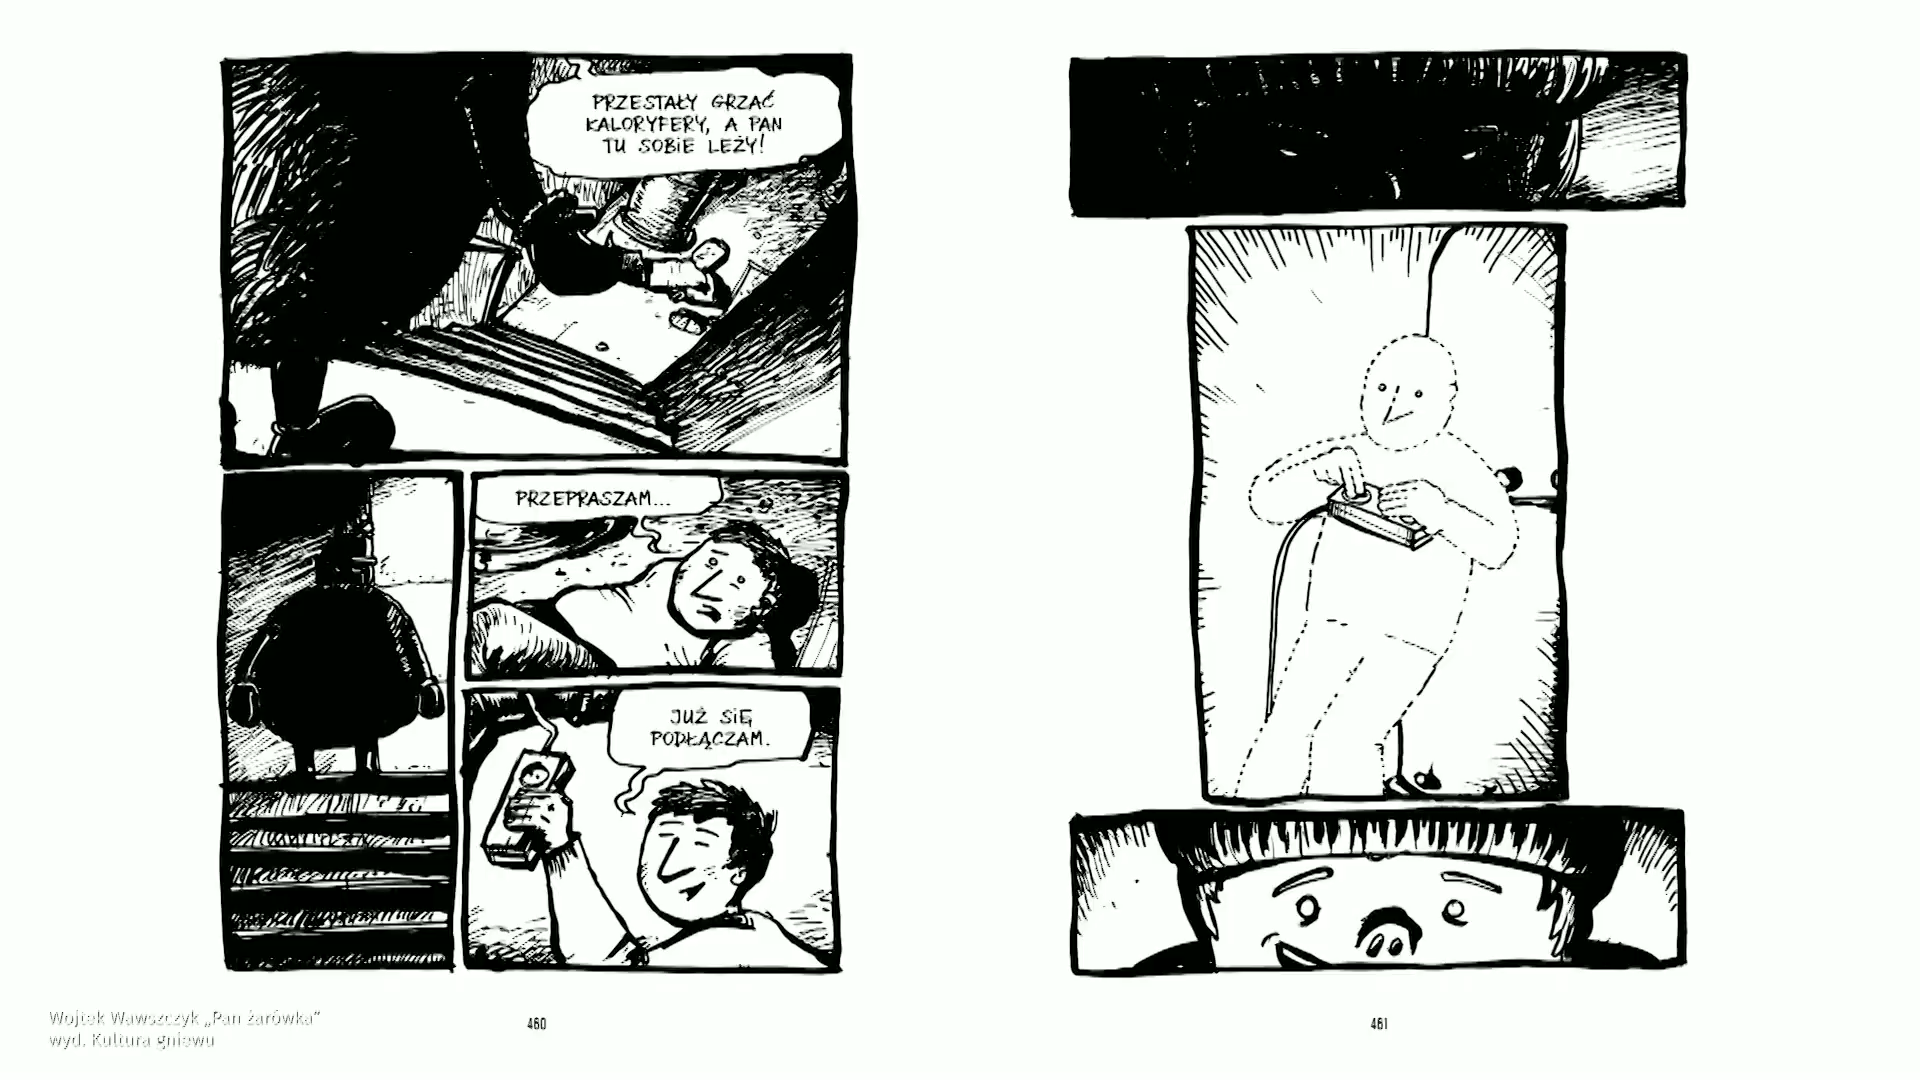 PRZESTAŁY GRZAĆ
KALORYFERY, A PAN
TU SOBIE LEŻY!
PRZEPRASZAM...
JUŻ SIĘ
PODŁĄCZAM.
Wojtek Wawszczyk „Pan żarówka”
wyd. Kultura gniewu
460
461